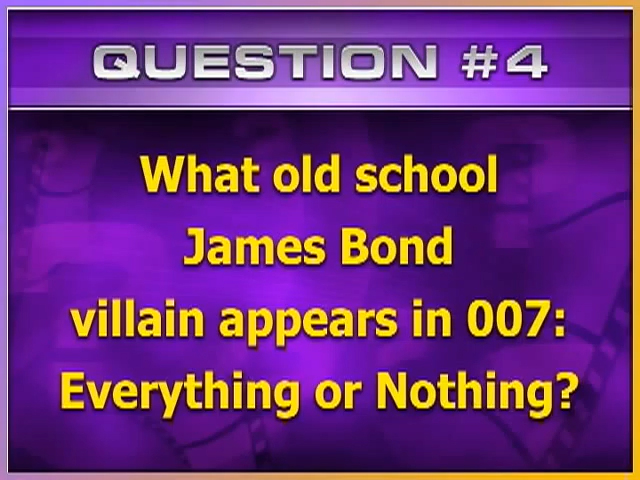 QUESTION #4
What old school
James Bond
villain appears in 007:
Everything or Nothing?